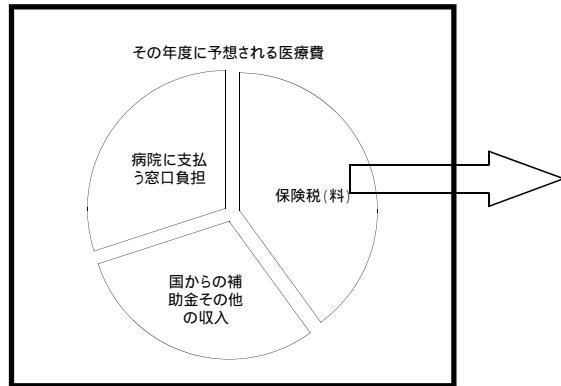 その年度に予想される医療費
病院に支払
う窓口負担
保険税(料)
国からの補
助金その他
の収入